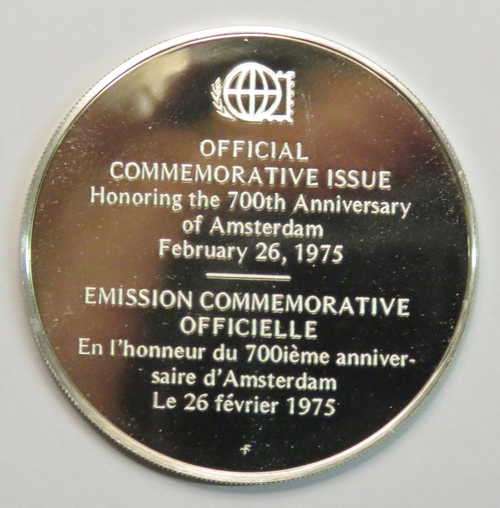 OFFICIAL
COMMEMORATIVE ISSUE
Honoring the 700th Anniversary
of Amsterdam
February 26, 1975
EMISSION COMMEMORATIVE
OFFICIELLE
En l'honneur du 700ième anniver-
saire d'Amsterdam
Le 26 février 1975